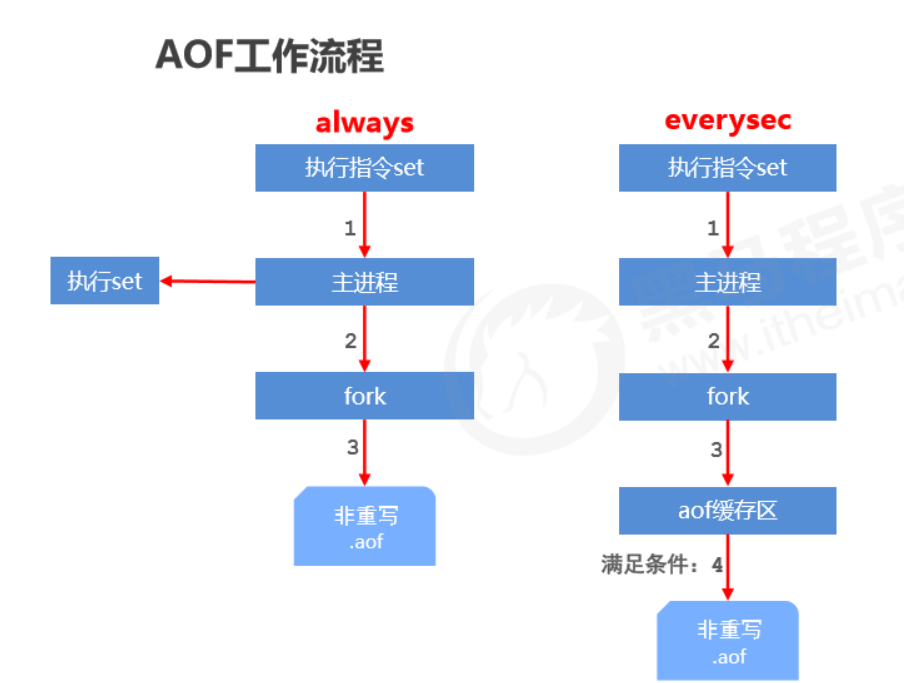 AOF工作流程
always
everysec
执行指令set
执行指令set
1
1
执行set
主进程
主进程
2
2
fork
fork
3
3
非重写
.aof
aof缓存区
满足条件：4
非重写
.aof
黑马程序
www.itheima